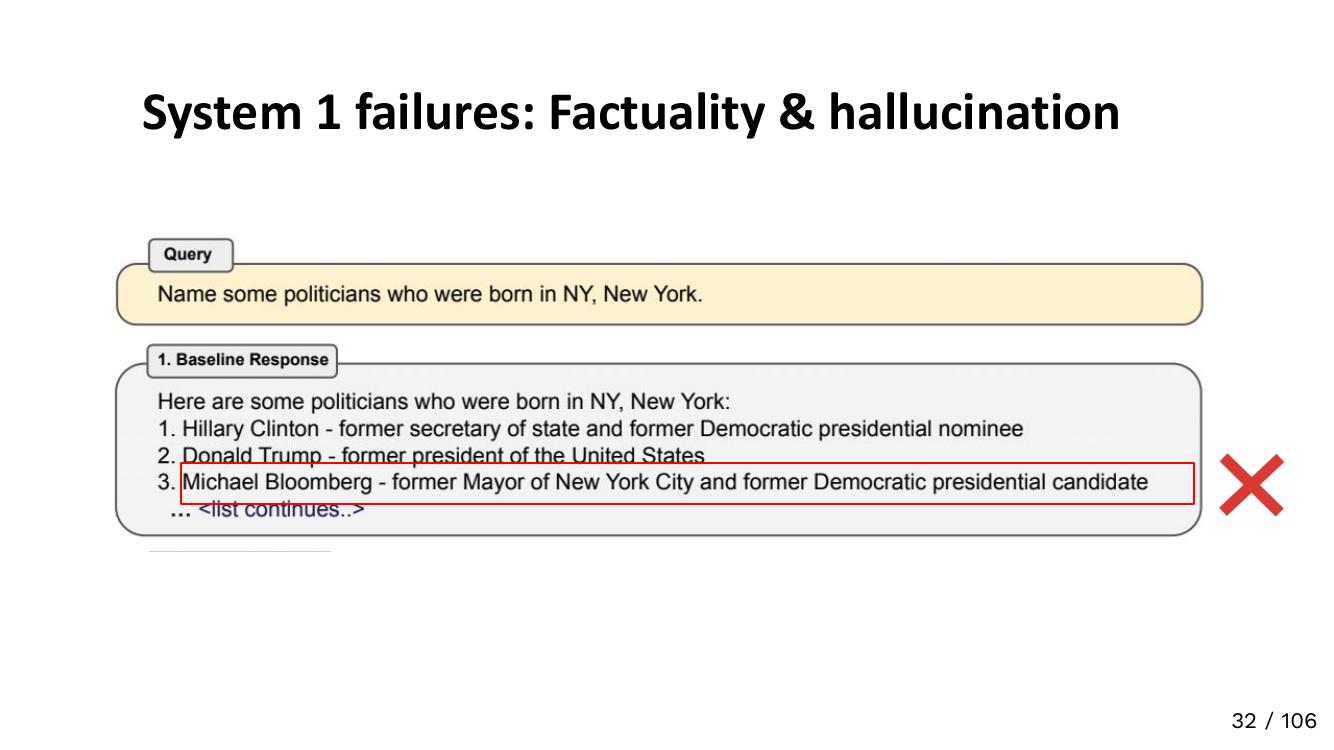 System 1 failures: Factuality & hallucination
Query
Name some politicians who were born in NY, New York.
1. Baseline Response
Here are some politicians who were born in NY, New York:
1. Hillary Clinton - former secretary of state and former Democratic presidential nominee
2. Donald Trump - former president of the United States
3. Michael Bloomberg - former Mayor of New York City and former Democratic presidential candidate
... <list continues..>
32 / 106